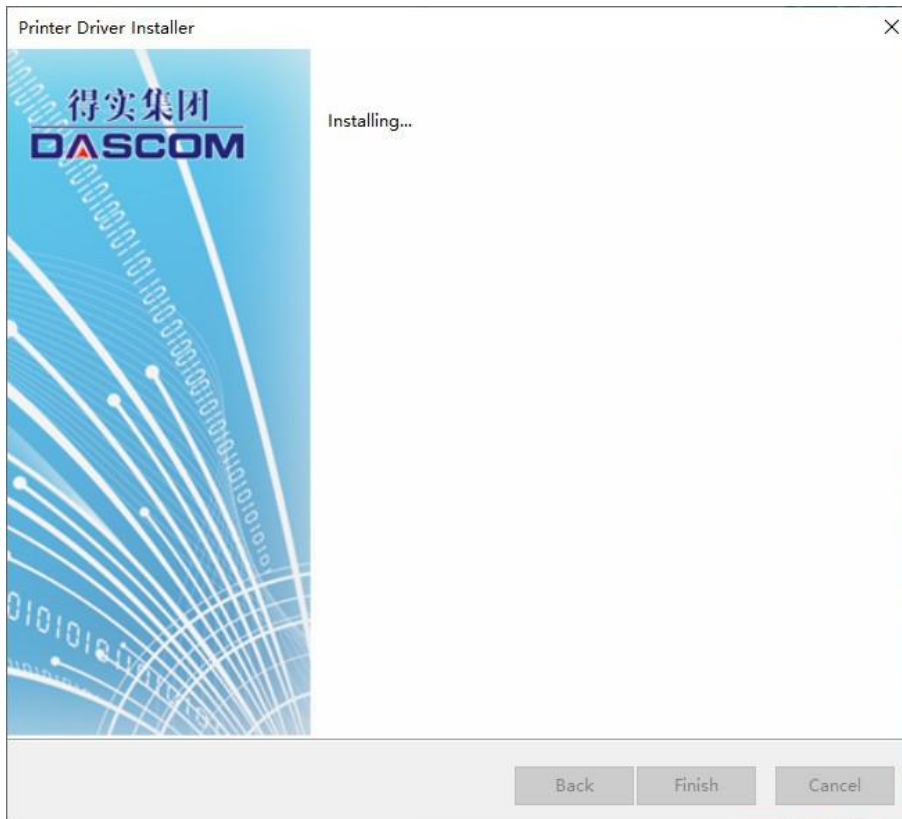 Printer Driver Installer
得实集团
DASCOM
Installing...
Back
Finish
Cancel